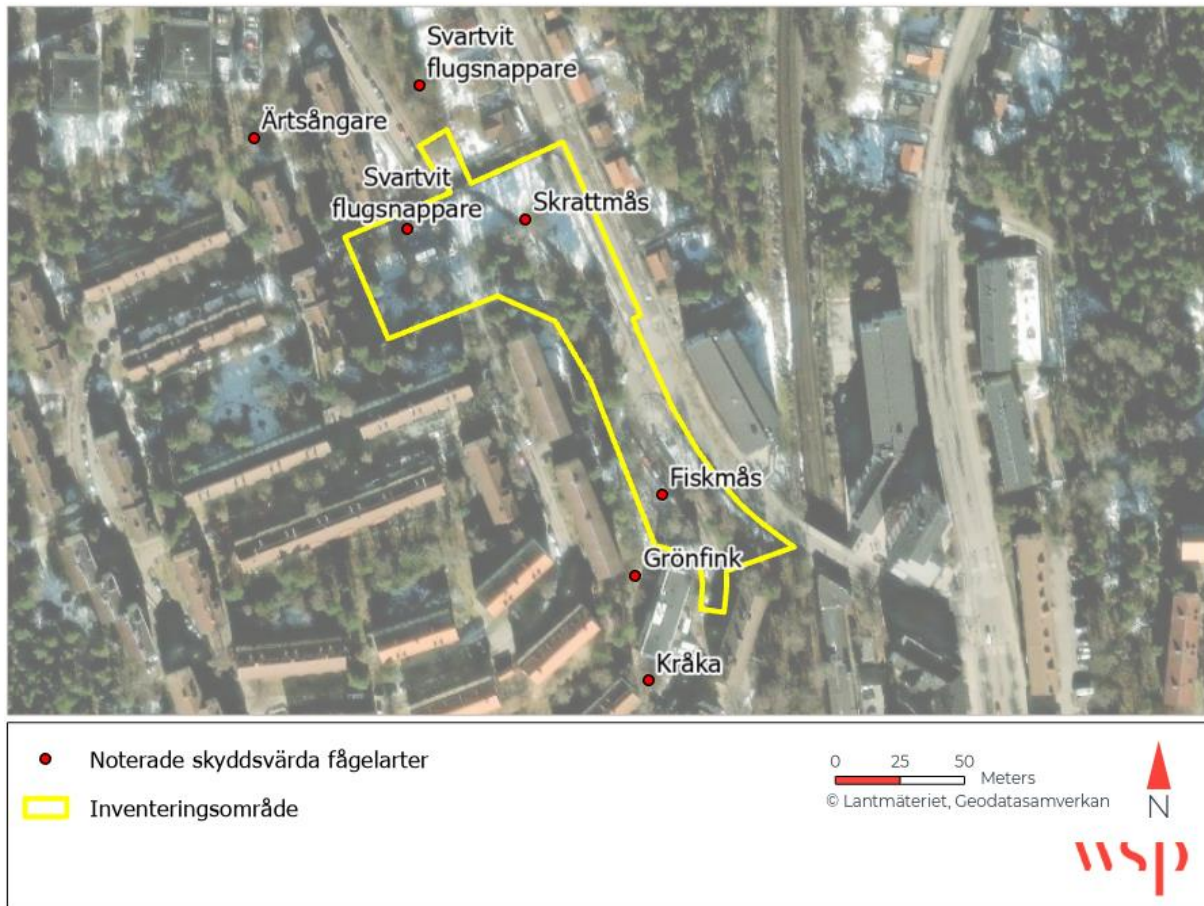 Svartvit
flugsnappare
Ärtsångare
Svartvit
flugsnappare
Skrattmås
Fiskmås
Grönfink
Kråka
Noterade skyddsvärda fågelarter
Inventeringsområde
0 25 50
Meters
© Lantmäteriet, Geodatasamverkan
N
wsp